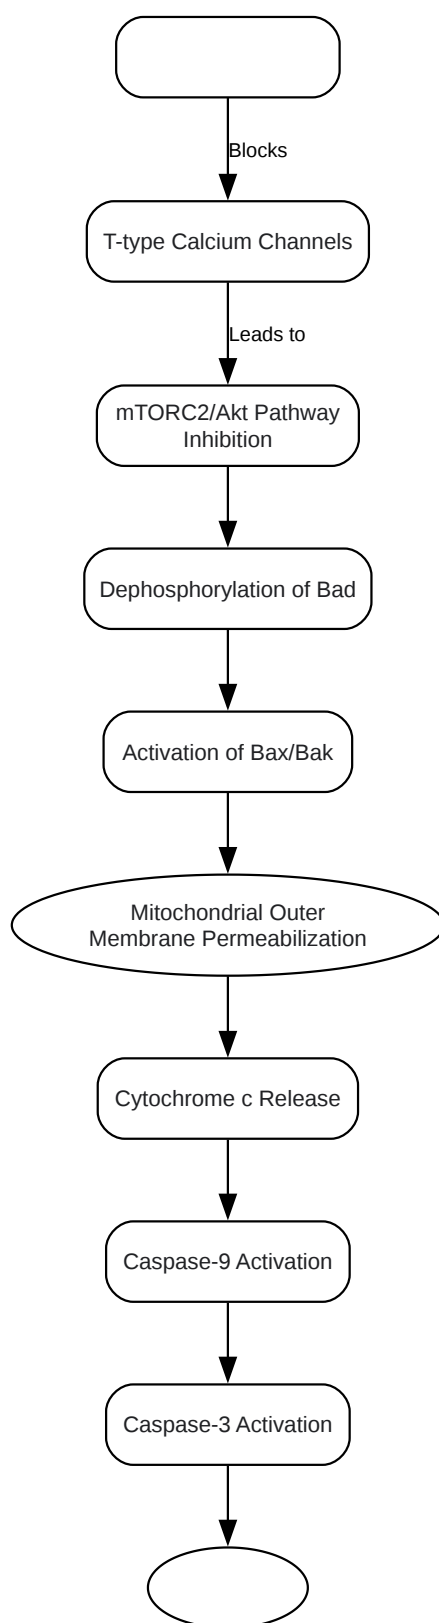 Blocks
T-type Calcium Channels
Leads to
mTORC2/Akt Pathway
Inhibition
Dephosphorylation of Bad
Activation of Bax/Bak
Mitochondrial Outer
Membrane Permeabilization
Cytochrome c Release
Caspase-9 Activation
Caspase-3 Activation